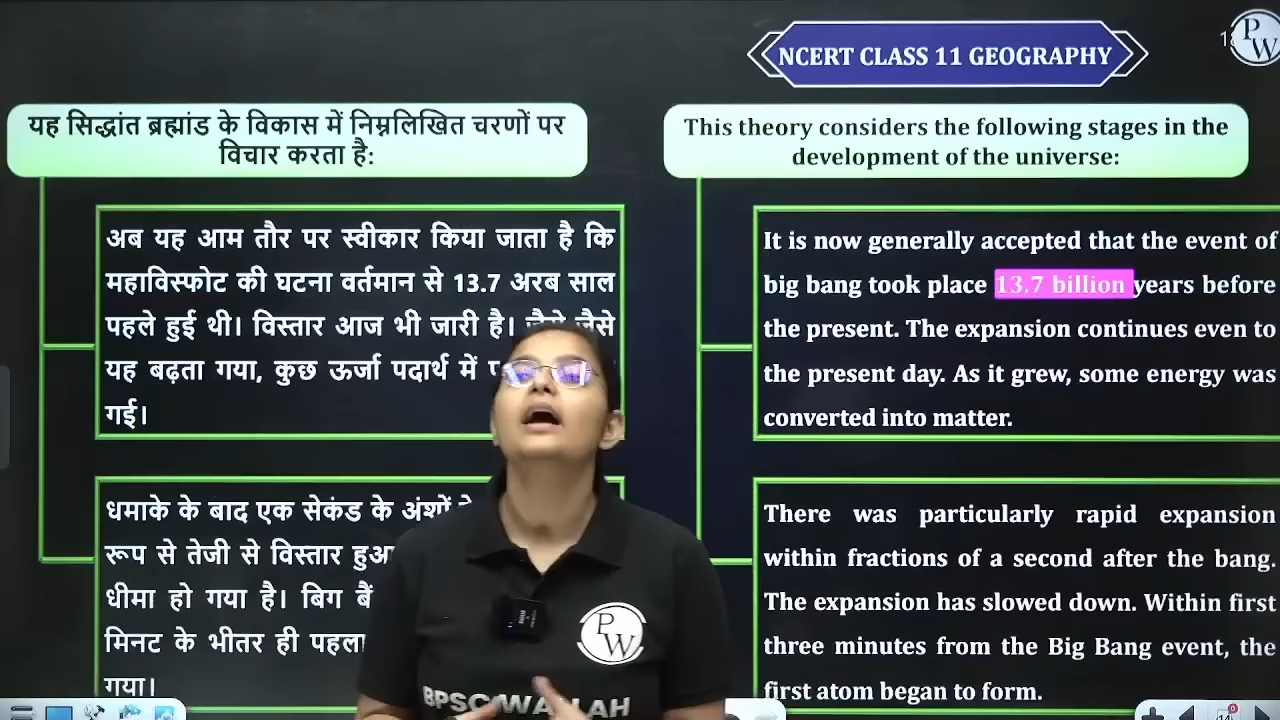 NCERT CLASS 11 GEOGRAPHY
PW
यह सिद्धांत ब्रह्मांड के विकास में निम्नलिखित चरणों पर
विचार करता है:
अब यह आम तौर पर स्वीकार किया जाता है कि
महाविस्फोट की घटना वर्तमान से 13.7 अरब साल
पहले हुई थी। विस्तार आज भी जारी है। जैसे जैसे
यह बढ़ता गया, कुछ ऊर्जा पदार्थ में
गई।
धमाके के बाद एक सेकंड के अंशों
रूप से तेजी से विस्तार
धीमा हो गया है। बिग
मिनट के भीतर ही
गया।
This theory considers the following stages in the
development of the universe:
It is now generally accepted that the event of
big bang took place 13.7 billion years before
the present. The expansion continues even to
the present day. As it grew, some energy was
converted into matter.
There was particularly rapid expansion
within fractions of a second after the bang.
The expansion has slowed down. Within first
three minutes from the Big Bang event, the
first atom began to form.
PW
BPSC WALLAH